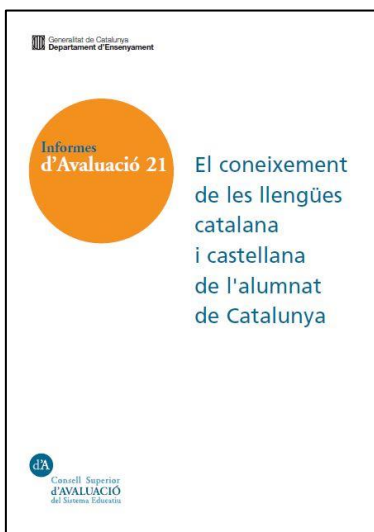 Generalitat de Catalunya
Departament d'Ensenyament
Informes
d'Avaluació 21
El coneixement
de les llengües
catalana
i castellana
de l'alumnat
de Catalunya
d'A
Consell Superior
d'AVALUACIÓ
del Sistema Educatiu